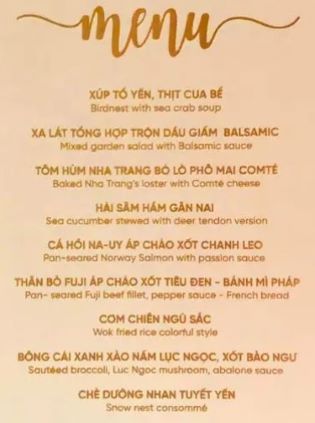 menu
XÚP TỔ YẾN, THỊT CUA BỂ
Birdnest with sea crab soup
XA LÁT TỔNG HỢP TRỘN DẦU GIẤM BALSAMIC
Mixed garden salad with Balsamic sauce
TÔM HÙM NHA TRANG BỎ LÒ PHÔ MAI COMTÉ
Baked Nha Trang's loster with Comté cheese
HẢI SÂM HẦM GÂN NAI
Sea cucumber stewed with deer tendon version
CÁ HỒI NA-UY ÁP CHẢO XỐT CHANH LEO
Pan-seared Norway Salmon with passion sauce
THĂN BÒ FUJI ÁP CHẢO XỐT TIÊU ĐEN - BÁNH MÌ PHÁP
Pan- seared Fuji beef fillet, pepper sauce - French bread
CƠM CHIÊN NGŨ SẮC
Wok fried rice colorful style
BÔNG CẢI XANH XÀO NẤM LỤC NGỌC, XỐT BÀO NGƯ
Sautéed broccoli, Luc Ngoc mushroom, abalone sauce
CHÈ DƯỠNG NHAN TUYẾT YẾN
Snow nest consommé